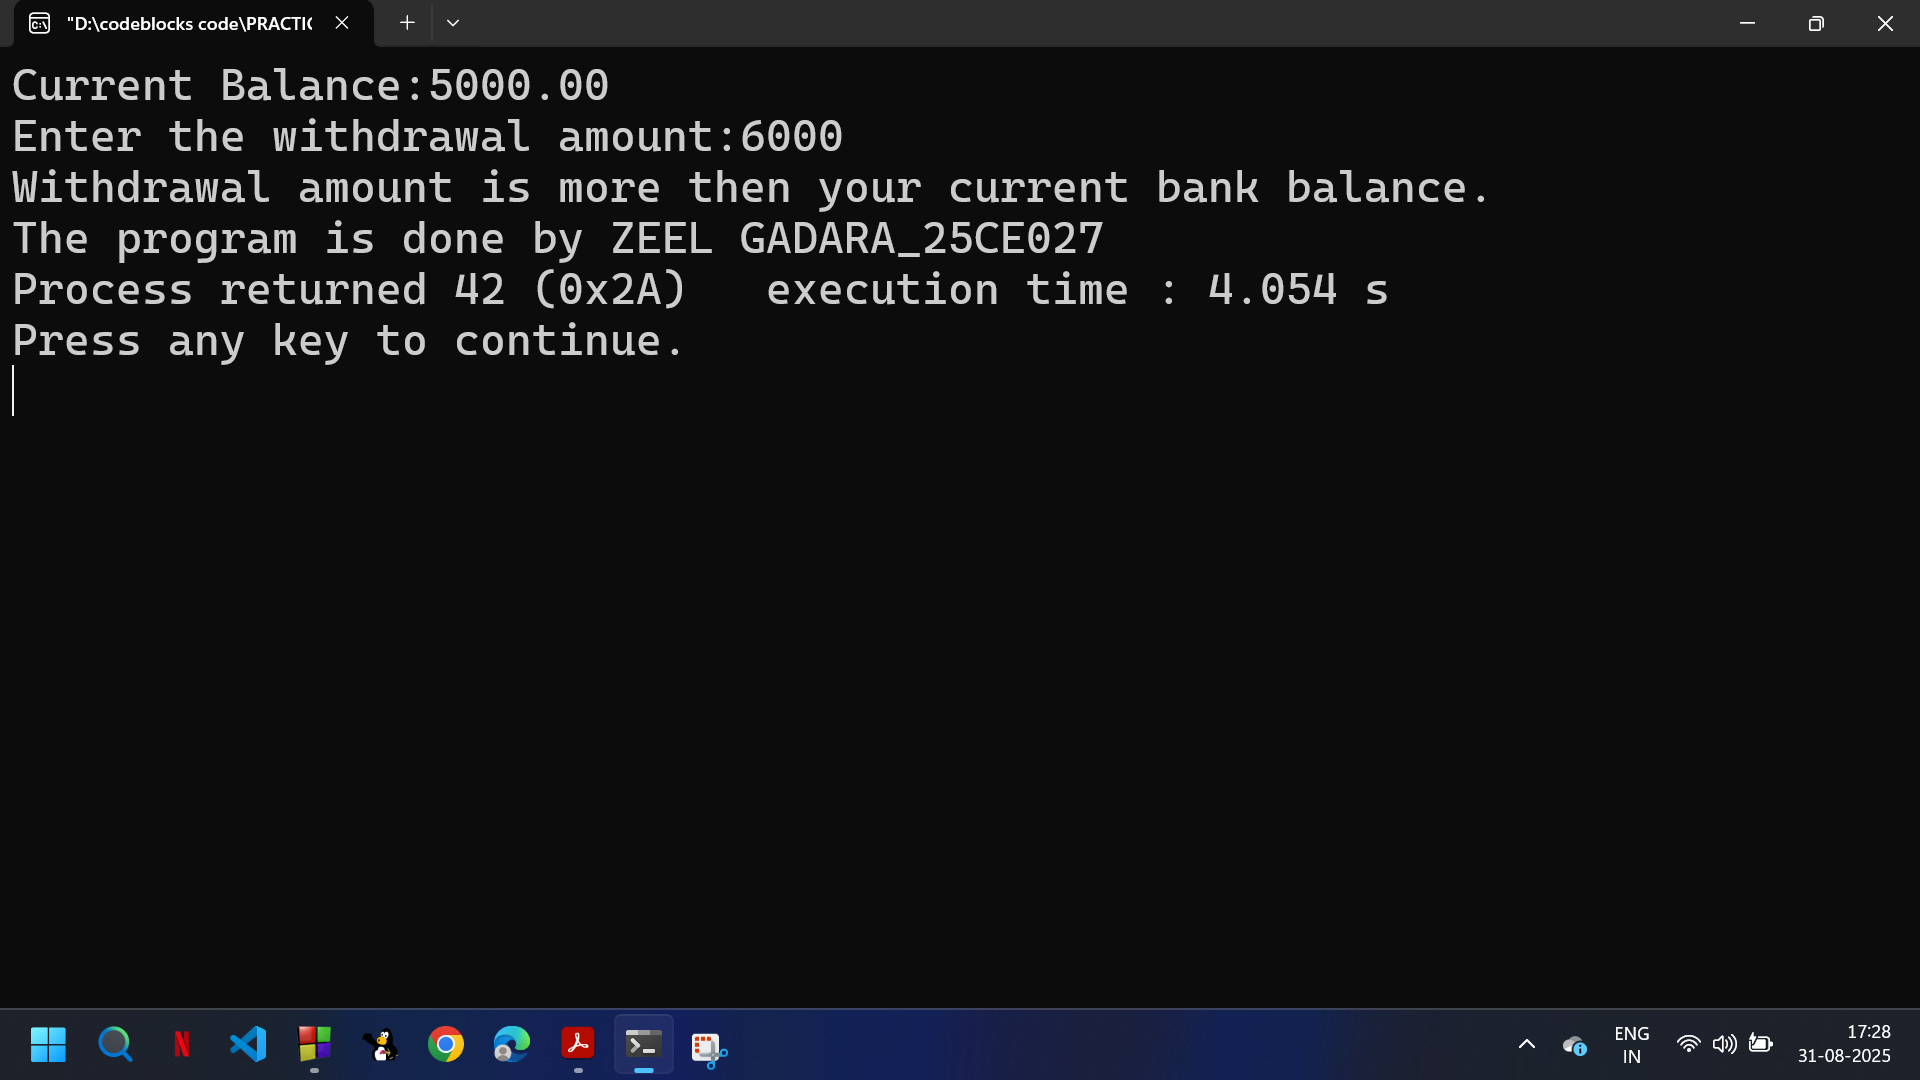 "D:\codeblocks code\PRACTIC
Current Balance:5000.00
Enter the withdrawal amount:6000
Withdrawal amount is more then your current bank balance.
The program is done by ZEEL GADARA_25CE027
Process returned 42 (0x2A)   execution time : 4.054 s
Press any key to continue.
ENG
IN
17:28
31-08-2025